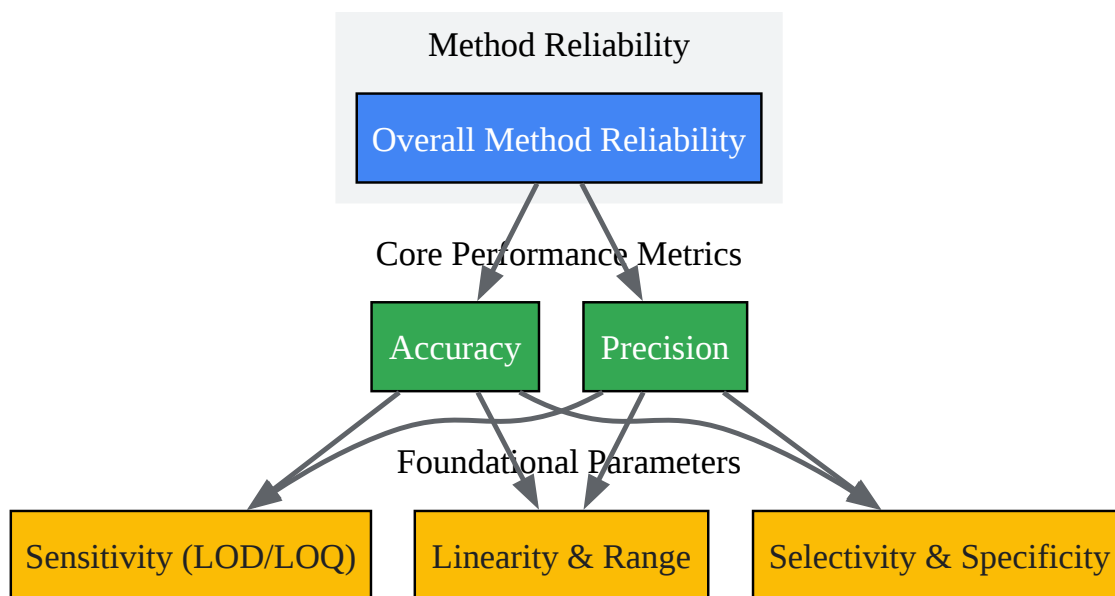 Method Reliability
Overall Method Reliability
Core Performance Metrics
Accuracy
Precision
Foundational Parameters
Sensitivity (LOD/LOQ)
Linearity & Range
Selectivity & Specificity